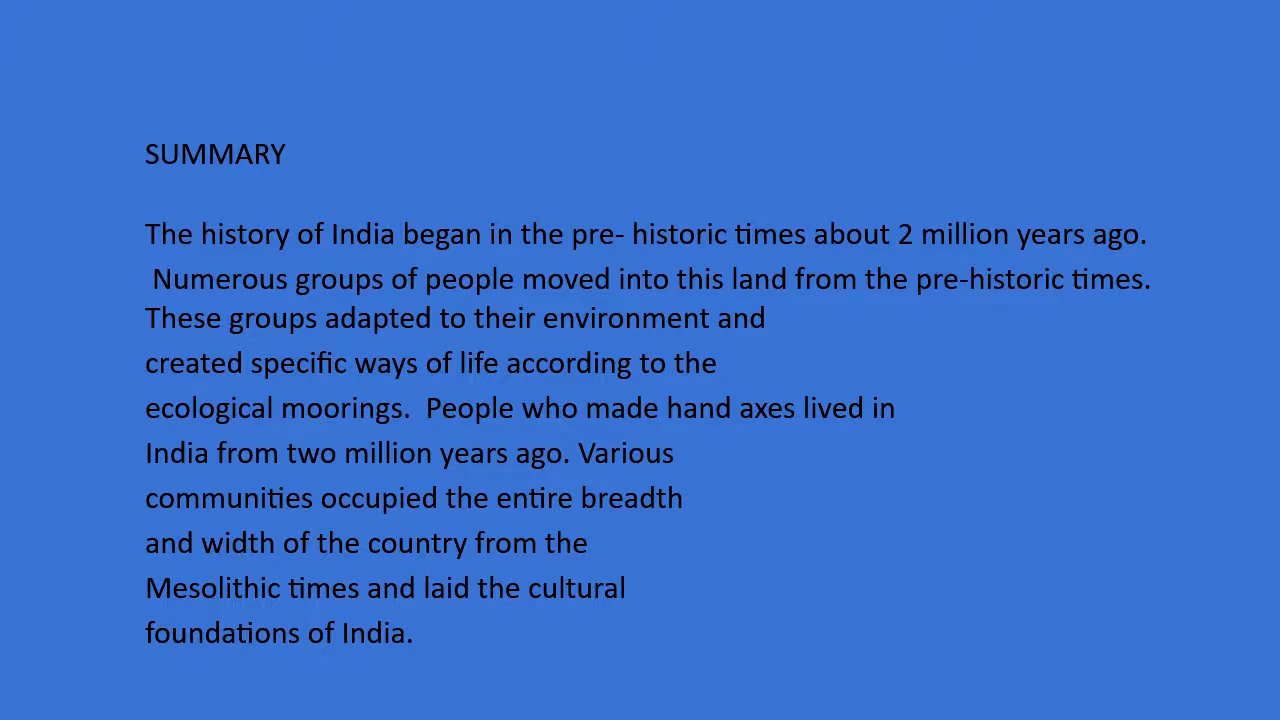 SUMMARY
The history of India began in the pre- historic times about 2 million years ago.
Numerous groups of people moved into this land from the pre-historic times.
These groups adapted to their environment and
created specific ways of life according to the
ecological moorings.  People who made hand axes lived in
India from two million years ago. Various
communities occupied the entire breadth
and width of the country from the
Mesolithic times and laid the cultural
foundations of India.